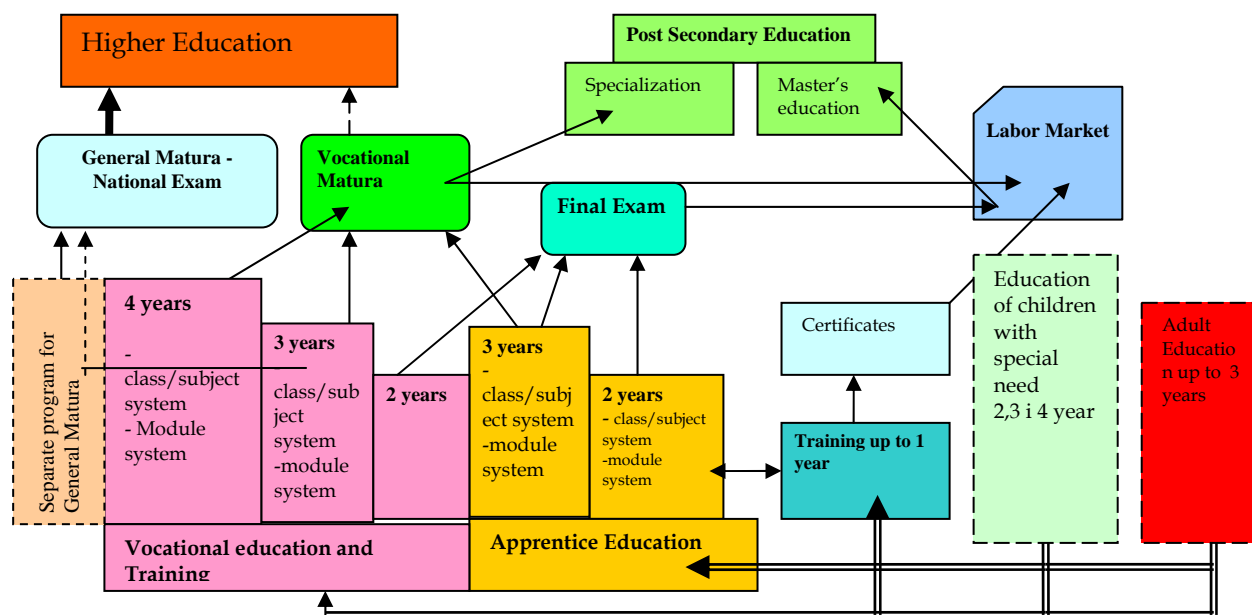 Higher Education
Post Secondary Education
Specialization
Master's
education
Labor Market
General Matura -
National Exam
Vocational
Matura
Final Exam
Separate program for
General Matura
4 years
-
class/subject
system
- Module
system
3 years
-
class/sub
ject
system
-module
system
2 years
3 years
-
class/subj
ect system
-module
system
2 years
- class/subject
system
-module
system
Certificates
Training up to 1
year
Education
of children
with
special
need
2,3 i 4 year
Adult
Educatio
n up to 3
years
Vocational education and
Training
Apprentice Education